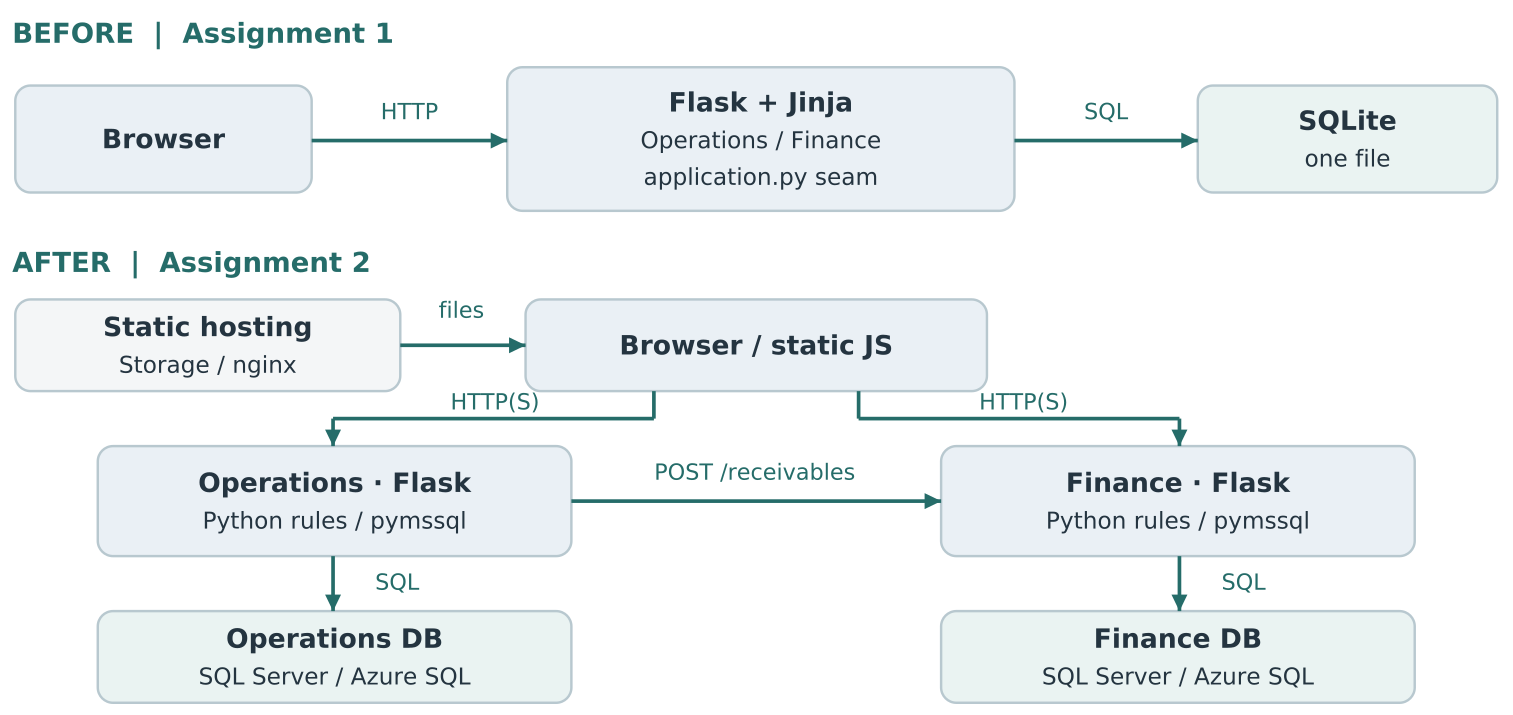 BEFORE | Assignment 1
Browser
HTTP
Flask + Jinja
Operations / Finance
application.py seam
SQL
SQLite
one file
AFTER | Assignment 2
Static hosting
Storage / nginx
files
Browser / static JS
HTTP(S)
HTTP(S)
Operations · Flask
Python rules / pymssql
POST /receivables
Finance · Flask
Python rules / pymssql
SQL
SQL
Operations DB
SQL Server / Azure SQL
Finance DB
SQL Server / Azure SQL